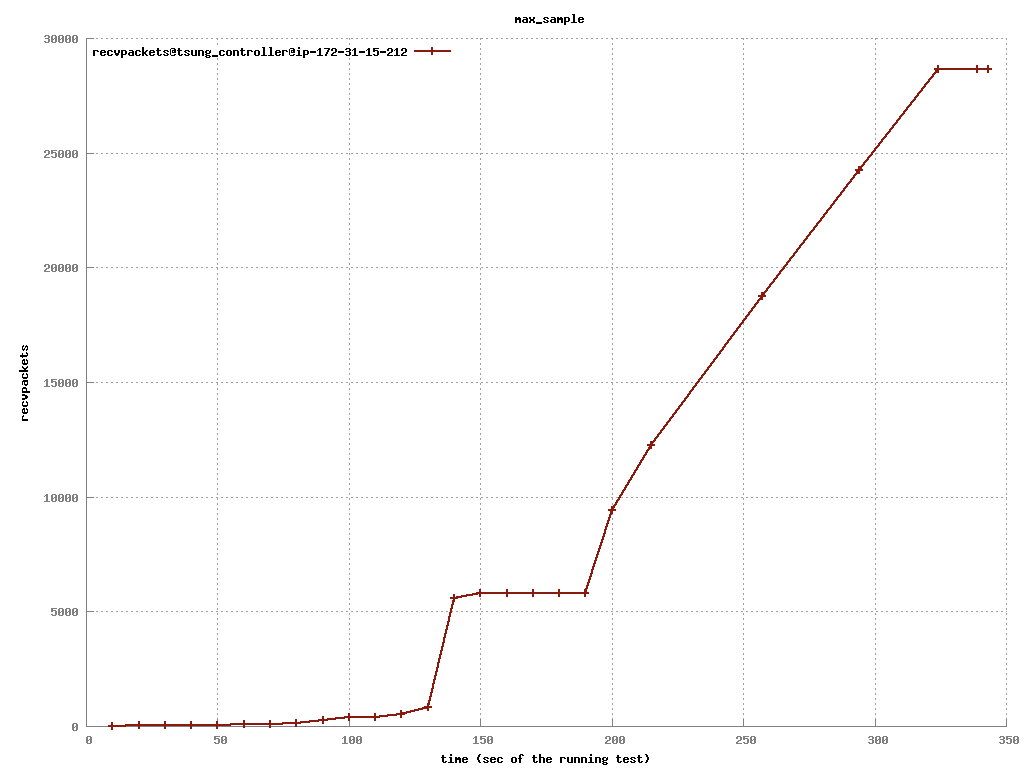 max_sample
30000
recvpackets@tsung_controller@ip-172-31-15-212
25000
20000
15000
10000
5000
0
recvpackets
0 50 100 150 200 250 300 350
time (sec of the running test)